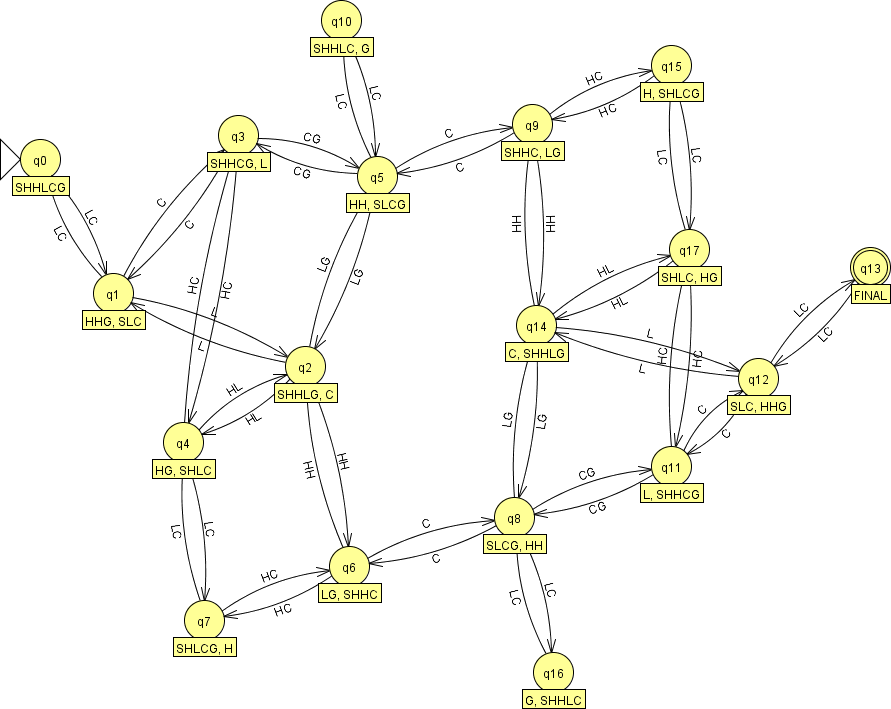 q10
SHHLC, G
q15
H, SHLCG
q9
SHHC, LG
q3
SHHCG, L
q0
SHHLCG
q5
HH, SLCG
q17
SHLC, HG
q13
FINAL
q1
HHG, SLC
q14
C, SHHLG
q2
SHHLG, C
q12
SLC, HHG
q4
HG, SHLC
q11
L, SHHCG
q8
SLCG, HH
q6
LG, SHHC
q7
SHLCG, H
q16
G, SHHLC
LC
LC
LC
LC
C
C
CG
CG
C
C
HC
HC
LC
LC
HH
HH
HL
HL
HC
HC
L
L
LC
LC
C
C
L
L
HC
HC
HL
HL
LG
LG
LG
LG
HH
HH
LC
LC
HC
HC
C
C
CG
CG
LC
LC